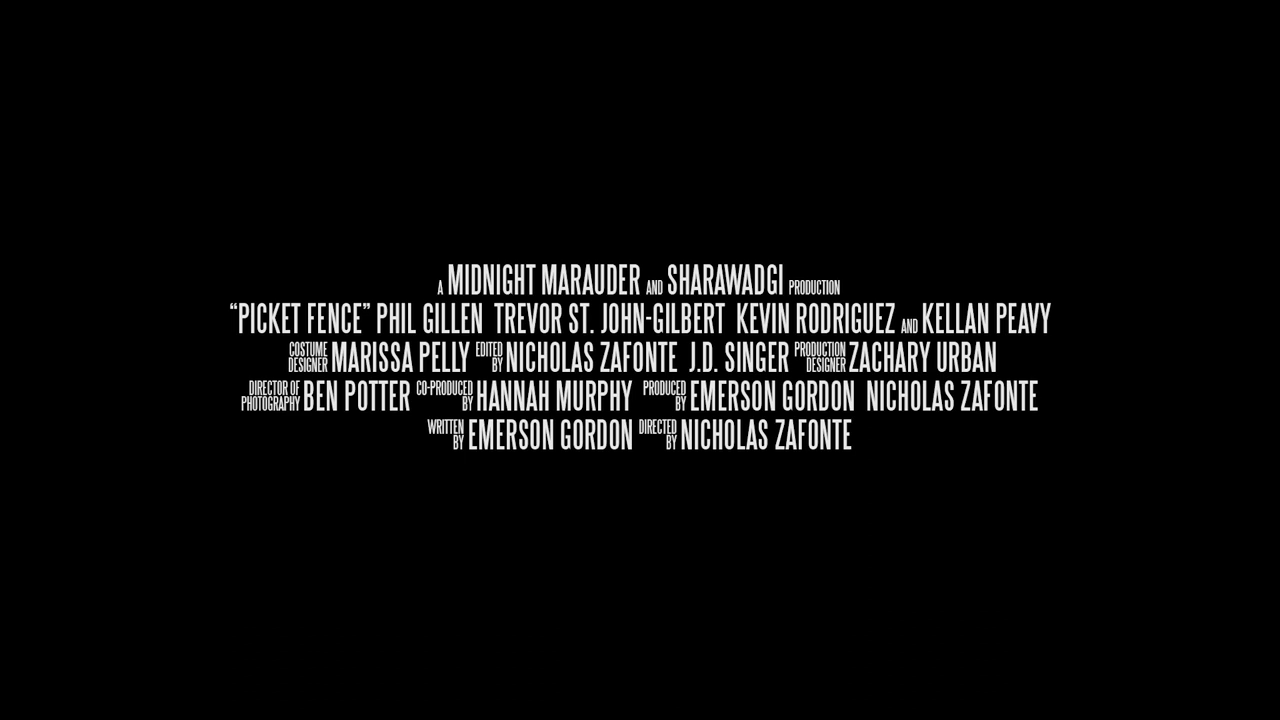 A MIDNIGHT MARAUDER AND SHARAWADGI PRODUCTION
“PICKET FENCE” PHIL GILLEN TREVOR ST. JOHN-GILBERT KEVIN RODRIGUEZ AND KELLAN PEAVY
COSTUME DESIGNER MARISSA PELLY EDITED BY NICHOLAS ZAFONTE J.D. SINGER PRODUCTION DESIGNER ZACHARY URBAN
DIRECTOR OF PHOTOGRAPHY BEN POTTER CO-PRODUCED BY HANNAH MURPHY PRODUCED BY EMERSON GORDON NICHOLAS ZAFONTE
WRITTEN BY EMERSON GORDON DIRECTED BY NICHOLAS ZAFONTE